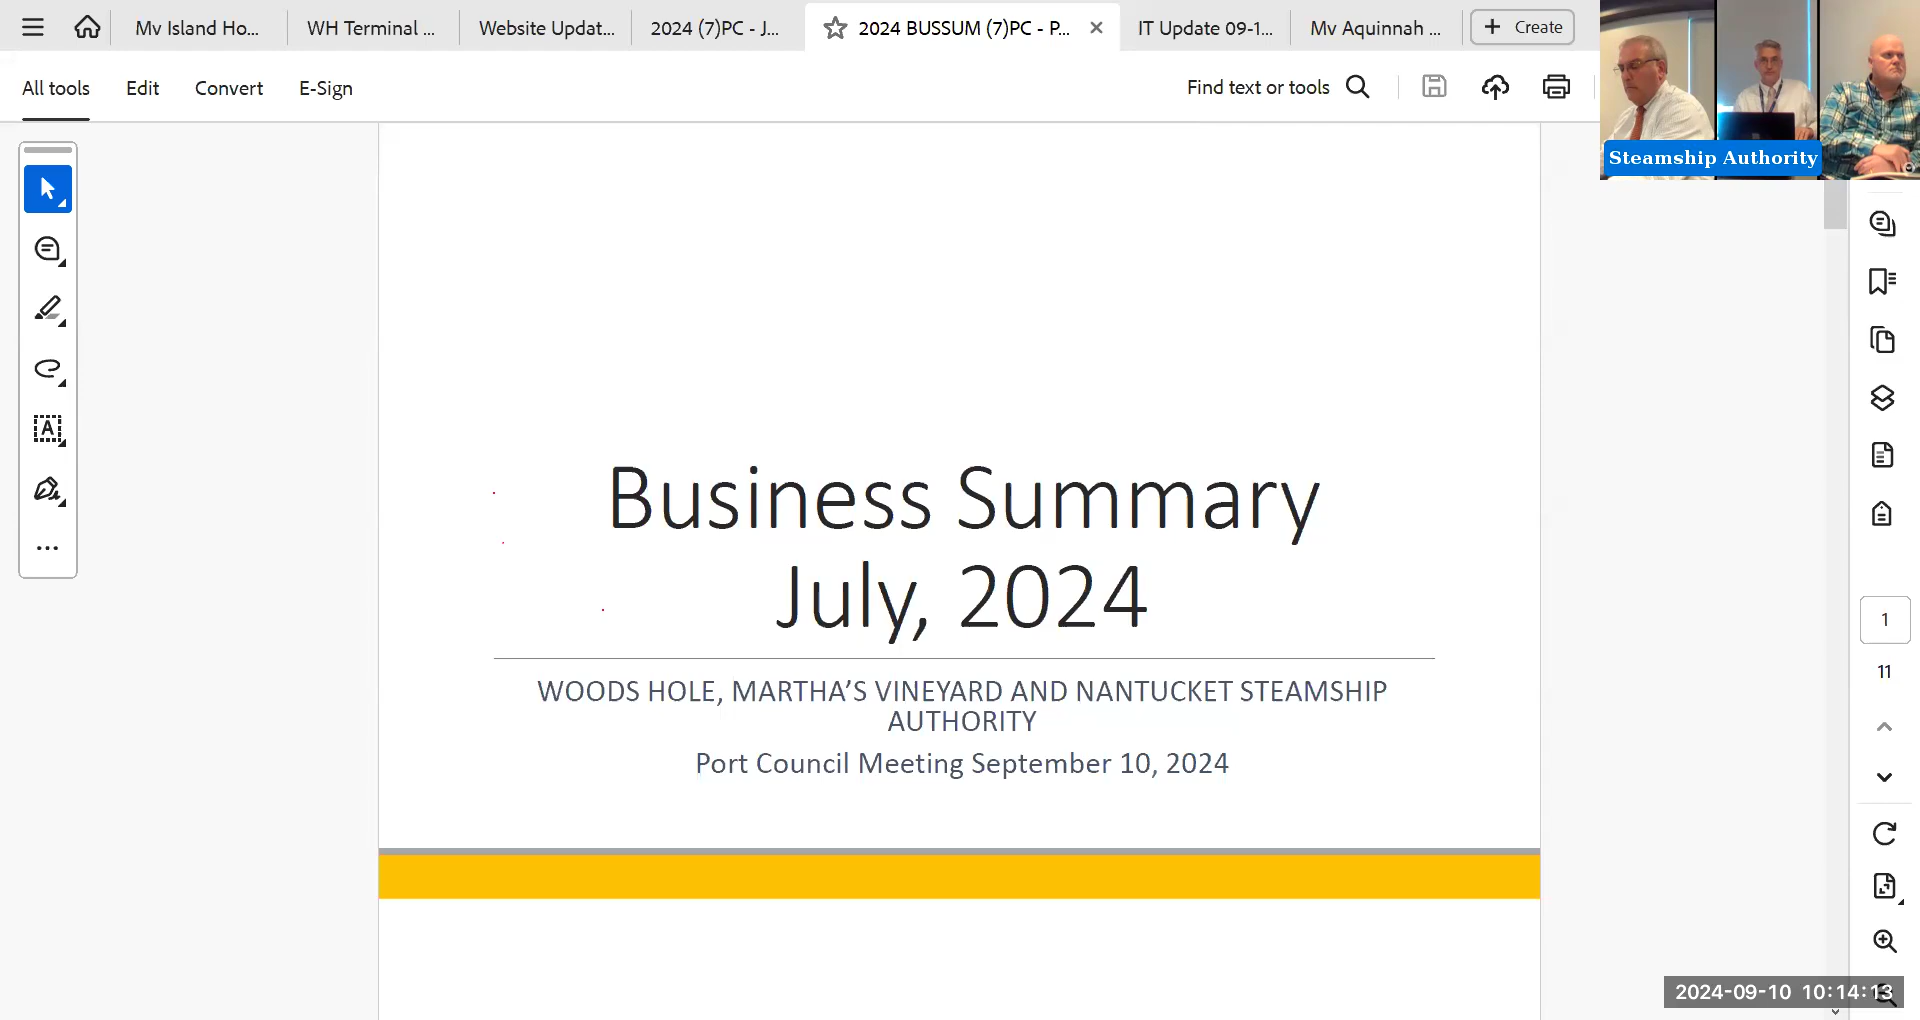 Mv Island Ho...
WH Terminal ...
Website Updat...
2024 (7)PC - J...
2024 BUSSUM (7)PC - P...
IT Update 09-1...
Mv Aquinnah ...
Create
All tools
Edit
Convert
E-Sign
Find text or tools
Steamship Authority
A
Business Summary
July, 2024
WOODS HOLE, MARTHA’S VINEYARD AND NANTUCKET STEAMSHIP
AUTHORITY
Port Council Meeting September 10, 2024
1
11
2024-09-10 10:14:13